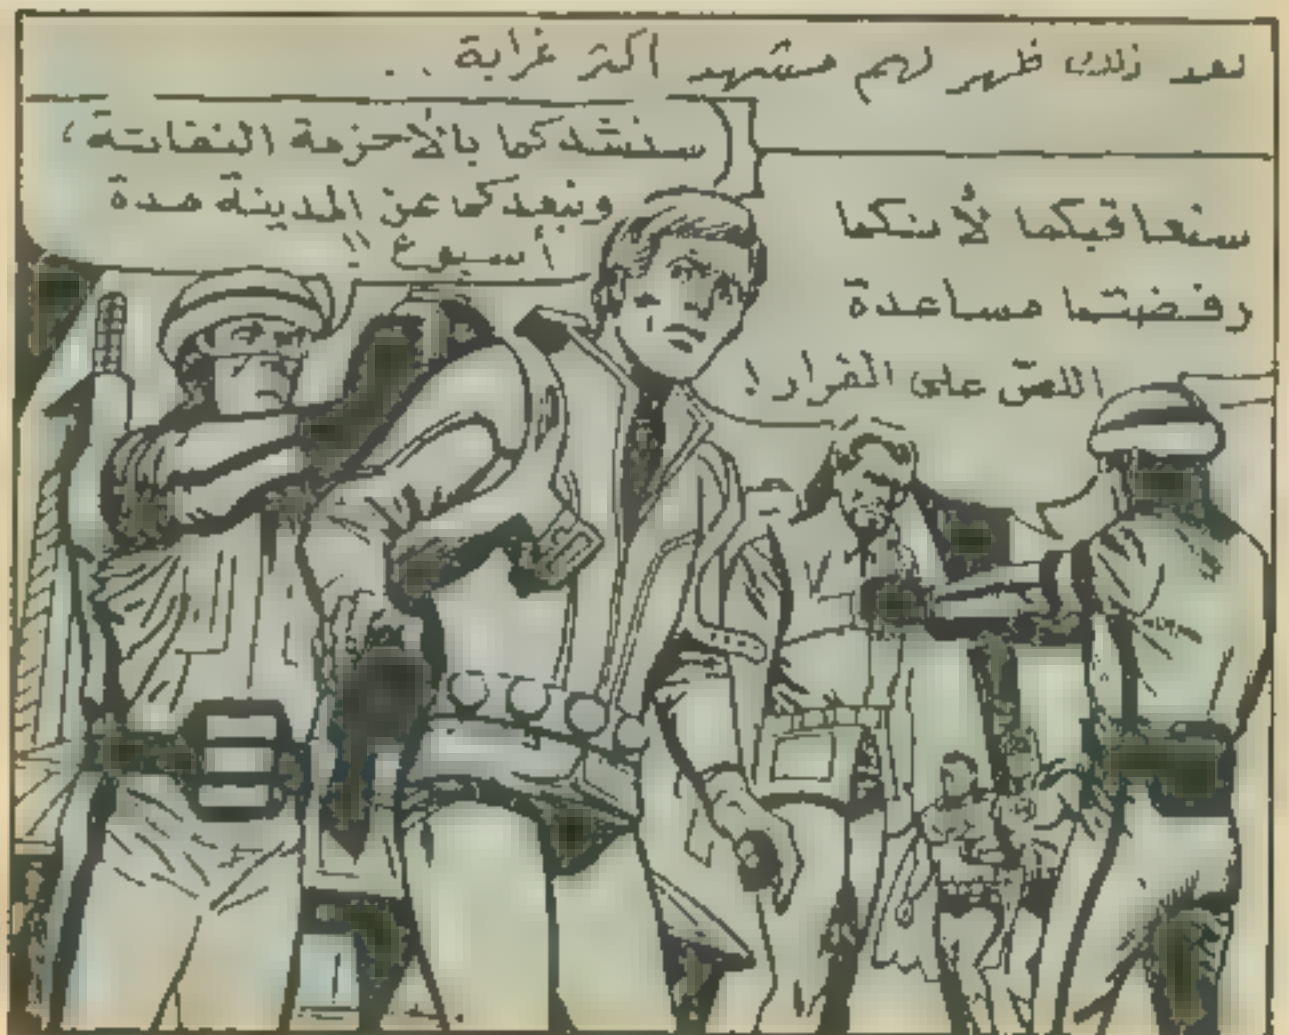 بعد ذلك ظهر لهم مشهد اكثر غرابة . .
سنعاقبكما لأنكما
رفضتما مساعدة
اللص على الفرار !
سنشدكما بالأحزمة النفاثة ،
ونبعدكما عن المدينة مدة
أسبوع !!